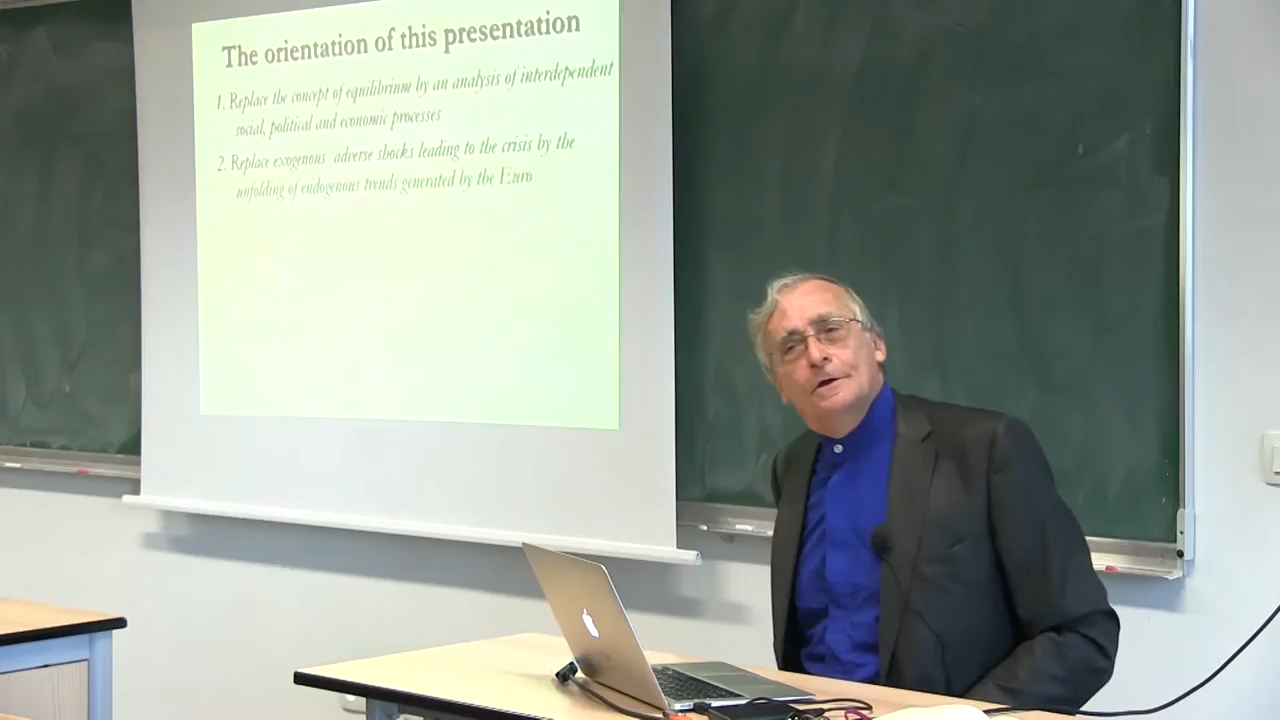 The orientation of this presentation
1. Replace the concept of equilibrium by an analysis of interdependent
social, political and economic processes
2. Replace exogenous adverse shocks leading to the crisis by the
unfolding of endogenous trends generated by the Euro